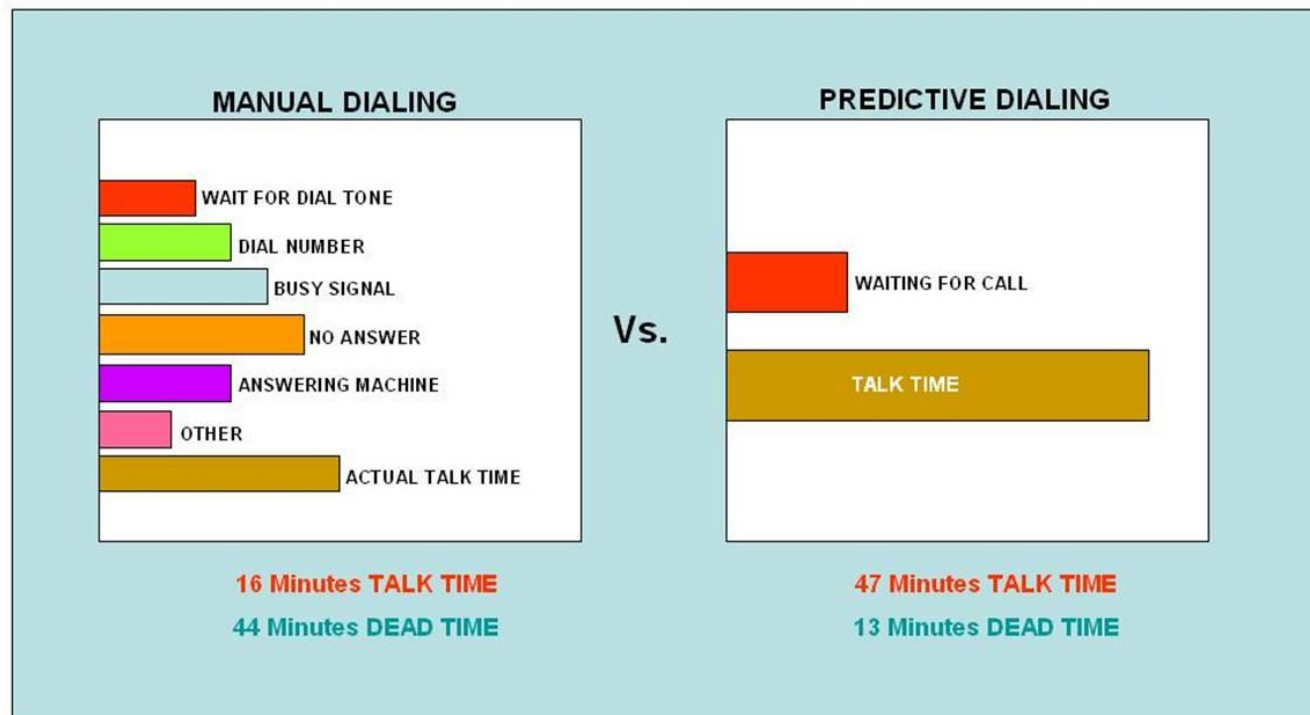 MANUAL DIALING
WAIT FOR DIAL TONE
DIAL NUMBER
BUSY SIGNAL
NO ANSWER
ANSWERING MACHINE
OTHER
ACTUAL TALK TIME
16 Minutes TALK TIME
44 Minutes DEAD TIME
Vs.
PREDICTIVE DIALING
WAITING FOR CALL
TALK TIME
47 Minutes TALK TIME
13 Minutes DEAD TIME